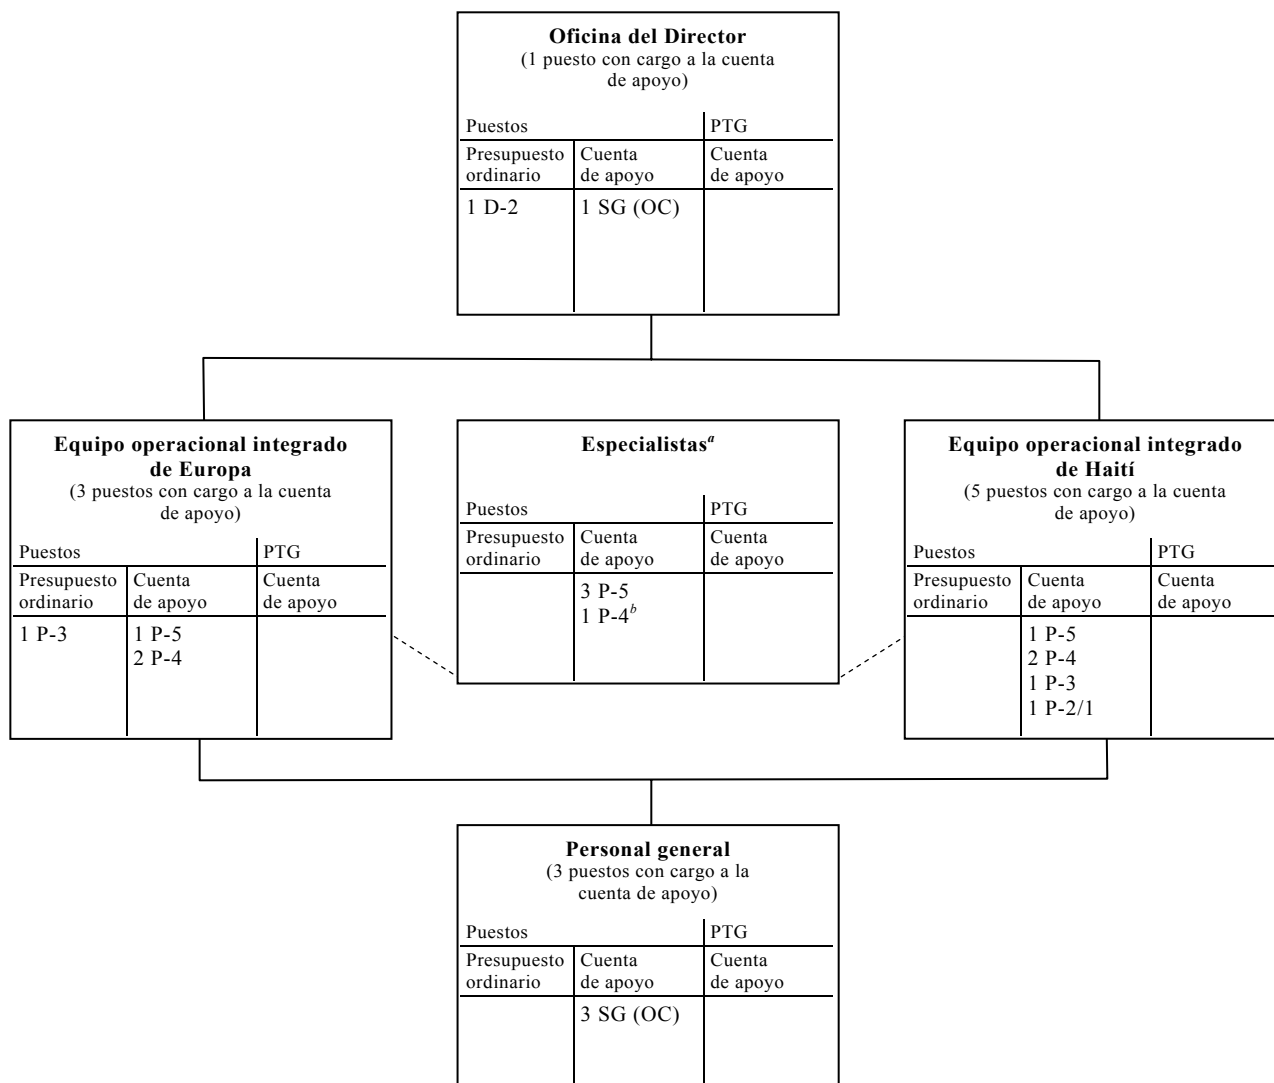 Oficina del Director
(1 puesto con cargo a la cuenta
de apoyo)
Puestos PTG
Presupuesto Cuenta Cuenta
ordinario de apoyo de apoyo
1 D-2 1 SG (OC)
Equipo operacional integrado
de Europa
(3 puestos con cargo a la cuenta
de apoyo)
Puestos PTG
Presupuesto Cuenta Cuenta
ordinario de apoyo de apoyo
1 P-3 1 P-5
2 P-4
Especialistas^a
Puestos PTG
Presupuesto Cuenta Cuenta
ordinario de apoyo de apoyo
3 P-5
1 P-4^b
Equipo operacional integrado
de Haití
(5 puestos con cargo a la cuenta
de apoyo)
Puestos PTG
Presupuesto Cuenta Cuenta
ordinario de apoyo de apoyo
1 P-5
2 P-4
1 P-3
1 P-2/1
Personal general
(3 puestos con cargo a la
cuenta de apoyo)
Puestos PTG
Presupuesto Cuenta Cuenta
ordinario de apoyo de apoyo
3 SG (OC)